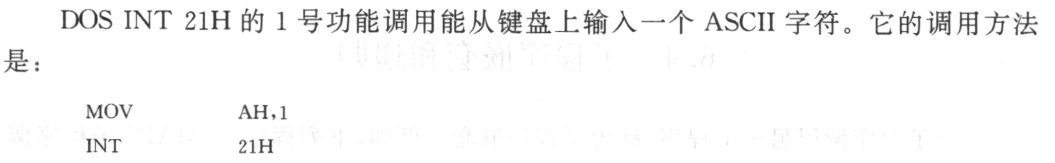 DOS INT 21H 的 1 号功能调用能从键盘上输入一个 ASCII 字符。它的调用方法
是：
MOV AH,1
INT 21H